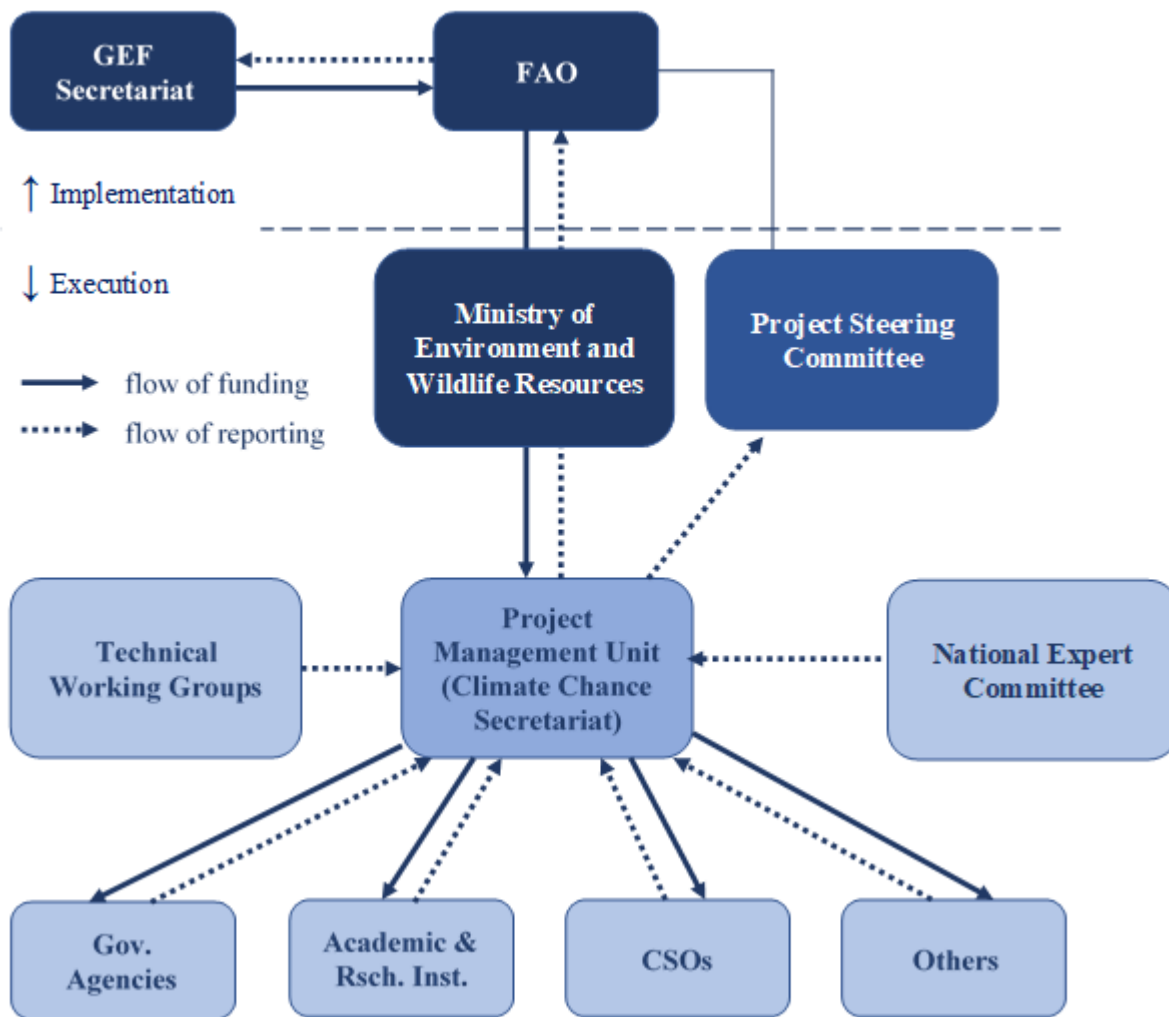 GEF
Secretariat
FAO
↑ Implementation
↓ Execution
flow of funding
flow of reporting
Ministry of
Environment and
Wildlife Resources
Project Steering
Committee
Technical
Working Groups
Project
Management Unit
(Climate Chance
Secretariat)
National Expert
Committee
Gov.
Agencies
Academic &
Rsch. Inst.
CSOs
Others